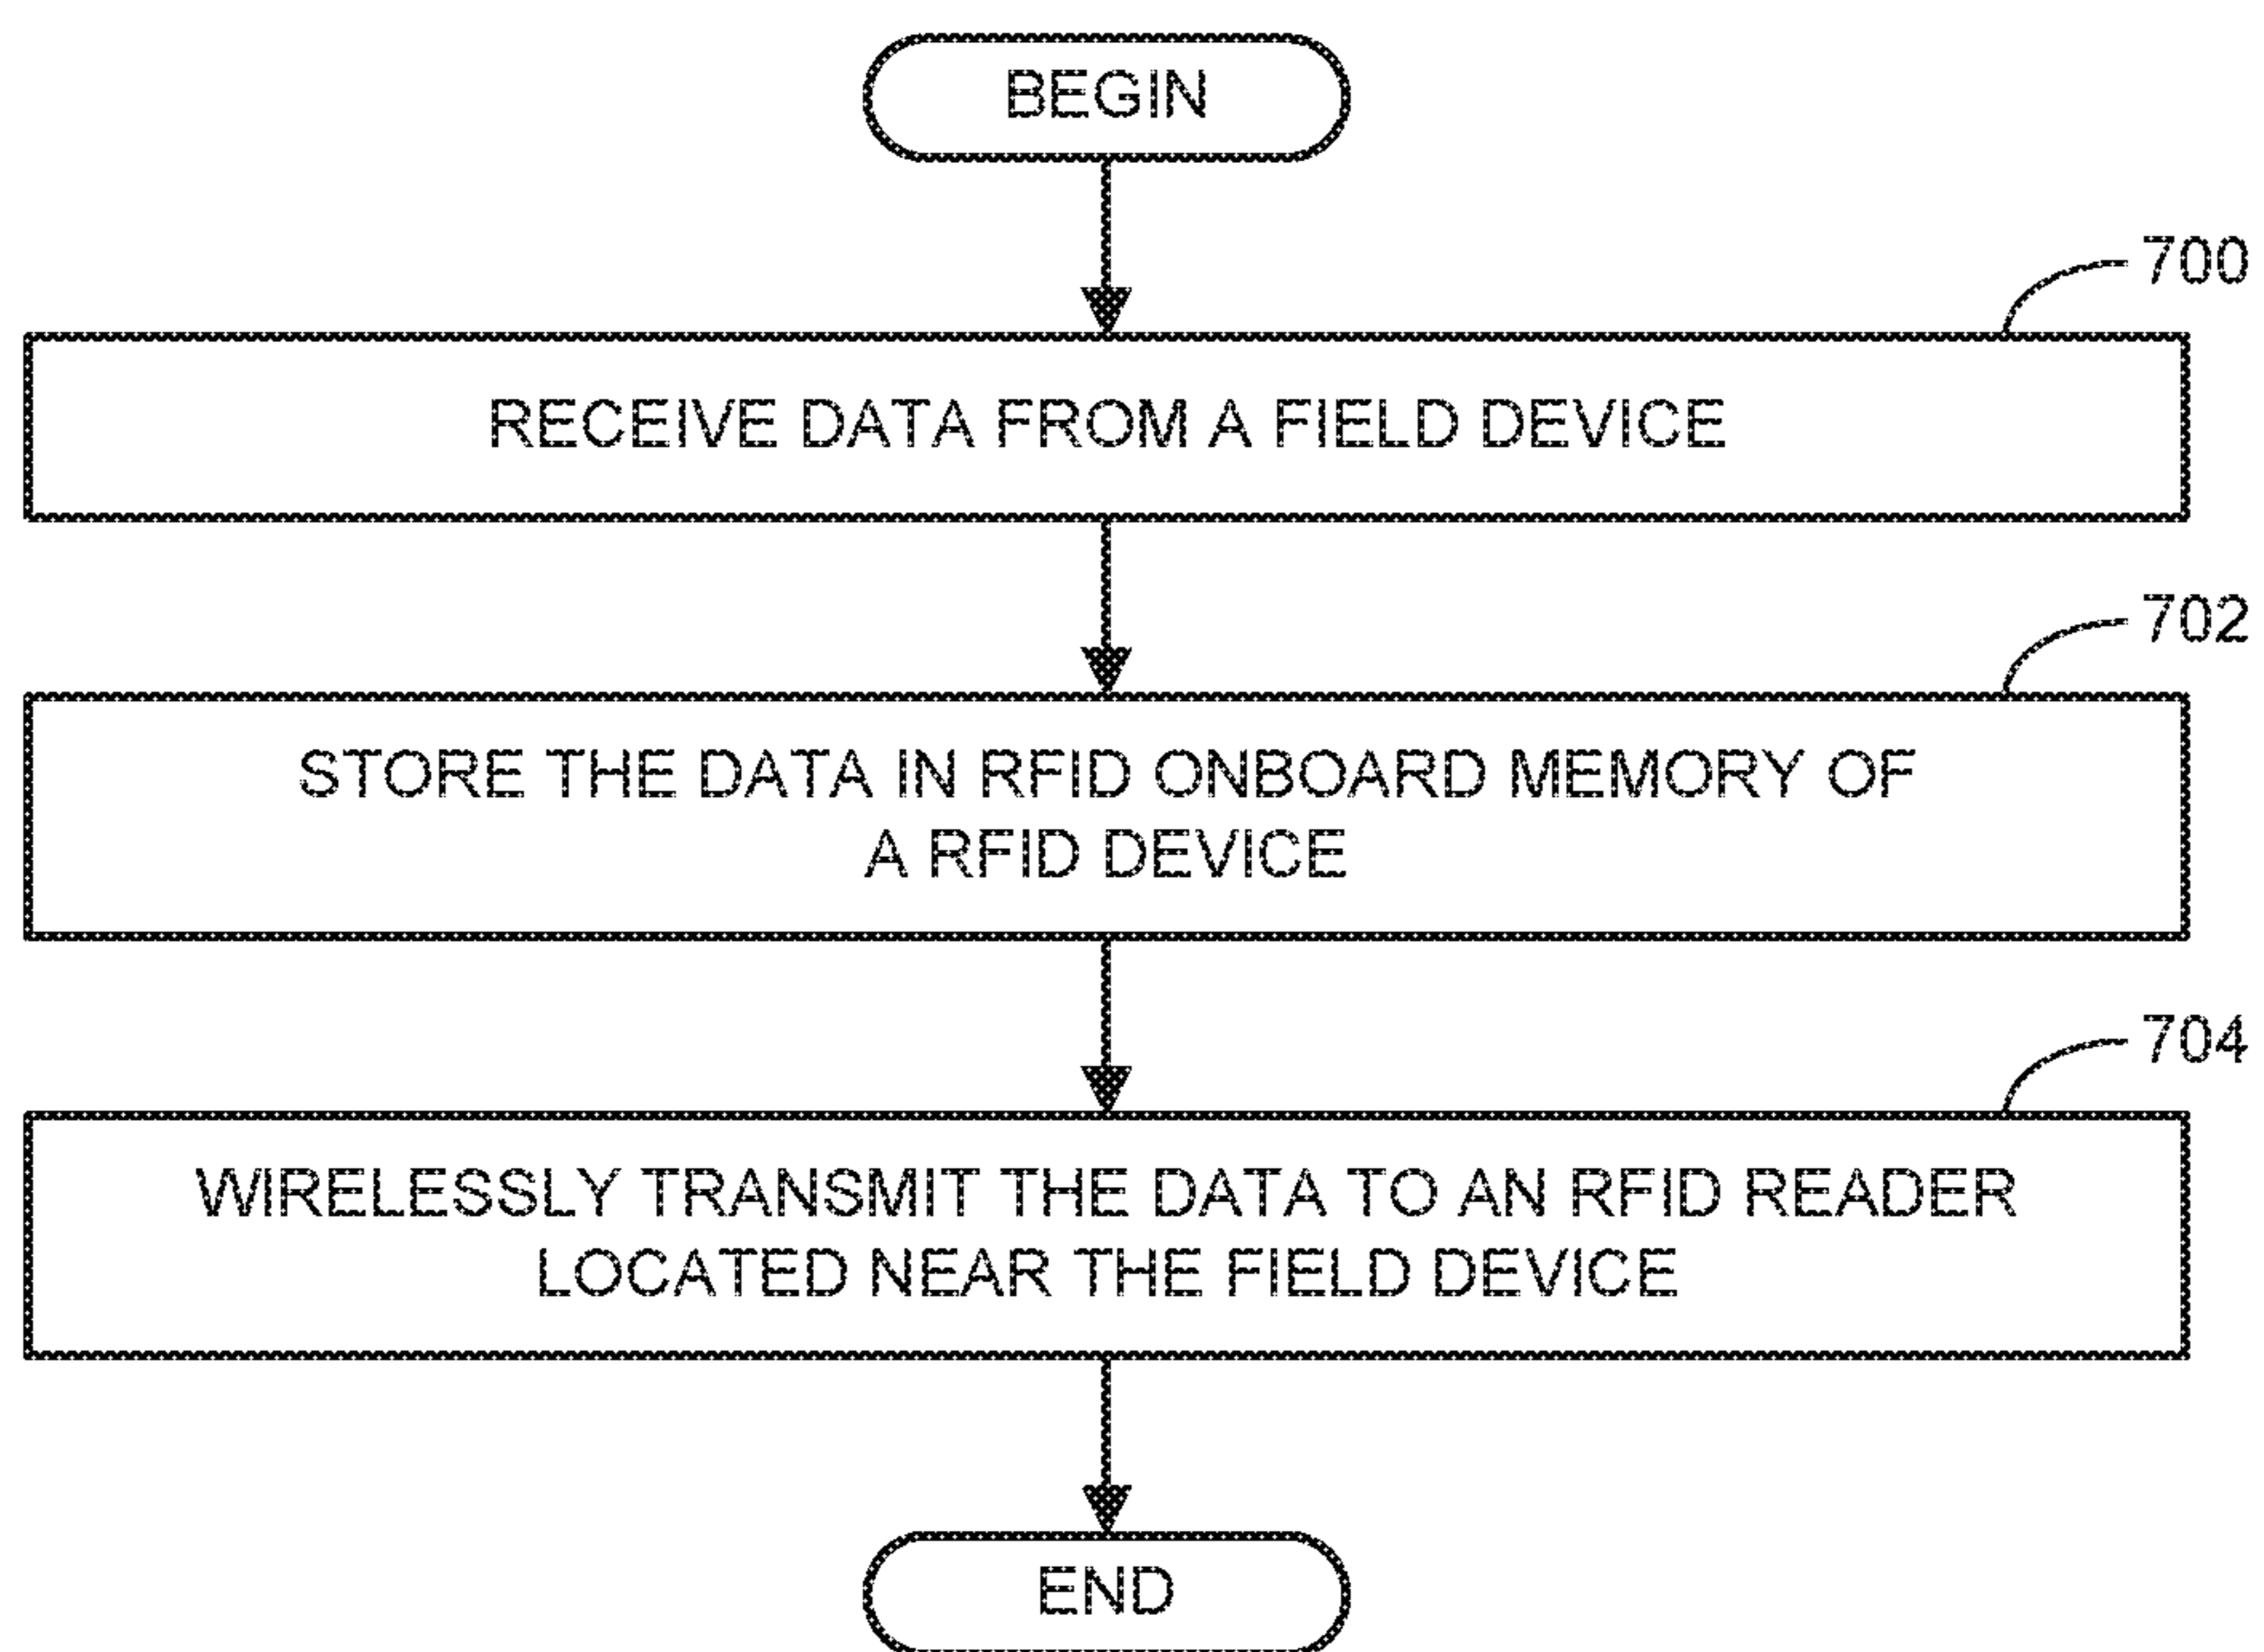 BEGIN
700
RECEIVE DATA FROM A FIELD DEVICE
702
STORE THE DATA IN RFID ONBOARD MEMORY OF
A RFID DEVICE
704
WIRELESSLY TRANSMIT THE DATA TO AN RFID READER
LOCATED NEAR THE FIELD DEVICE
END